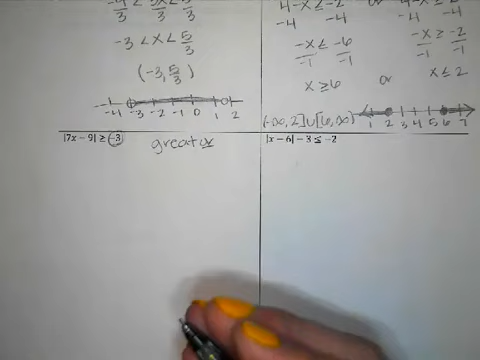 -3 < x < 5/3
(-3, 5/3)
-4 -3 -2 -1 0 1 2
4-x ≤ -2 or
-4 -4
-x ≤ -6 -x ≥ -2
-1 -1 -1 -1
x ≥ 6 or x ≤ 2
(-∞, 2]∪[6, ∞) 1 2 3 4 5 6 7
|7x - 9| ≥ -3 greater
|x - 6| - 3 ≤ -2